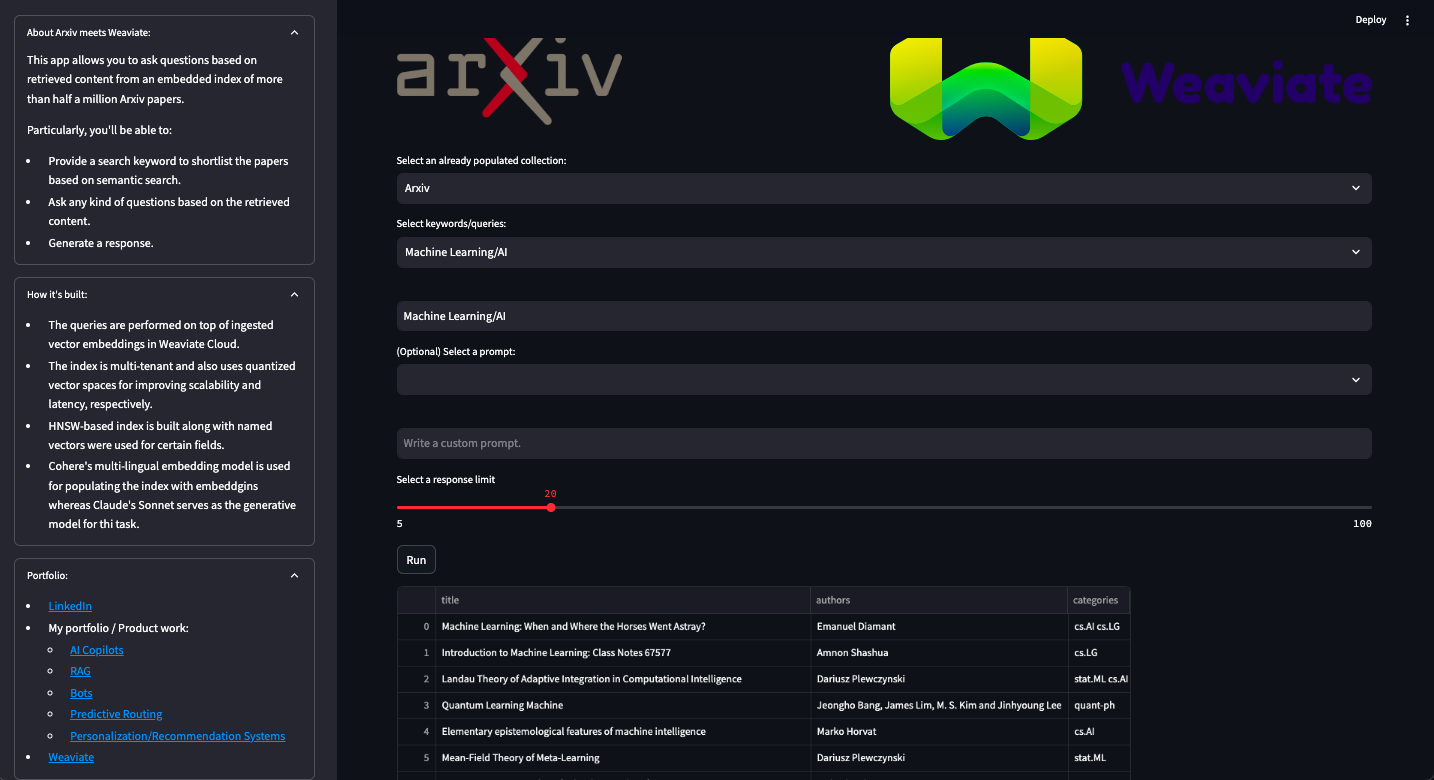 About Arxiv meets Weaviate:
This app allows you to ask questions based on
retrieved content from an embedded index of more
than half a million Arxiv papers.
Particularly, you'll be able to:
Provide a search keyword to shortlist the papers
based on semantic search.
Ask any kind of questions based on the retrieved
content.
Generate a response.
How it's built:
The queries are performed on top of ingested
vector embeddings in Weaviate Cloud.
The index is multi-tenant and also uses quantized
vector spaces for improving scalability and
latency, respectively.
HNSW-based index is built along with named
vectors were used for certain fields.
Cohere's multi-lingual embedding model is used
for populating the index with embeddgins
whereas Claude's Sonnet serves as the generative
model for thi task.
Portfolio:
LinkedIn
My portfolio / Product work:
AI Copilots
RAG
Bots
Predictive Routing
Personalization/Recommendation Systems
Weaviate
Deploy
arXiv
Weaviate
Select an already populated collection:
Arxiv
Select keywords/queries:
Machine Learning/AI
Machine Learning/AI
(Optional) Select a prompt:
Write a custom prompt.
Select a response limit
20
5 100
Run
title authors categories
0 Machine Learning: When and Where the Horses Went Astray? Emanuel Diamant cs.AI cs.LG
1 Introduction to Machine Learning: Class Notes 67577 Amnon Shashua cs.LG
2 Landau Theory of Adaptive Integration in Computational Intelligence Dariusz Plewczynski stat.ML cs.AI
3 Quantum Learning Machine Jeongho Bang, James Lim, M. S. Kim and Jinhyoung Lee quant-ph
4 Elementary epistemological features of machine intelligence Marko Horvat cs.AI
5 Mean-Field Theory of Meta-Learning Dariusz Plewczynski stat.ML